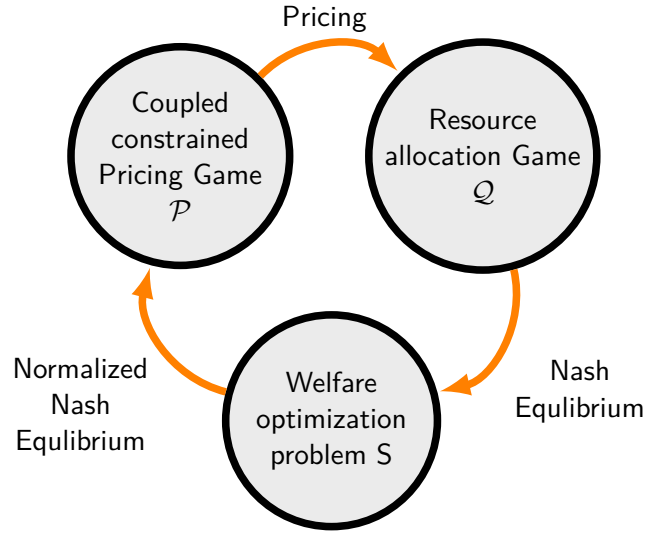 Pricing
Coupled
constrained
Pricing Game
𝒫
Resource
allocation Game
𝒬
Normalized
Nash
Equlibrium
Welfare
optimization
problem S
Nash
Equlibrium